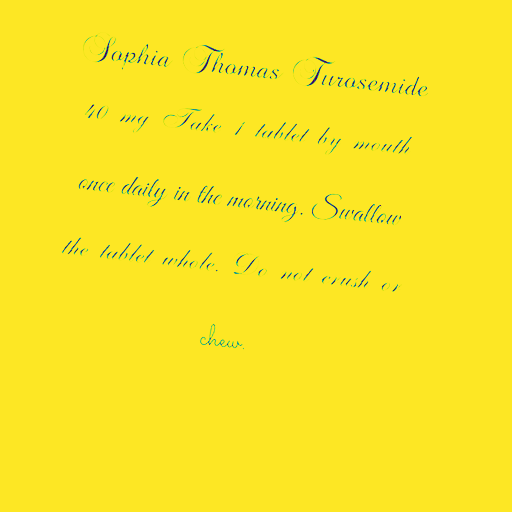 Sophia Thomas Furosemide
40 mg Take 1 tablet by mouth
once daily in the morning. Swallow
the tablet whole. Do not crush or
chew.